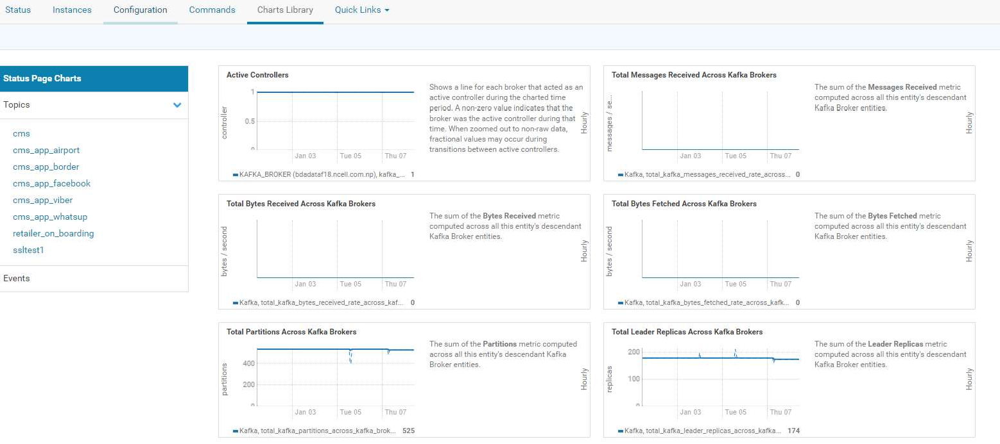 Status Instances Configuration Commands Charts Library Quick Links
Status Page Charts
Topics
cms
cms_app_airport
cms_app_border
cms_app_facebook
cms_app_viber
cms_app_whatsup
retailer_on_boarding
ssltest1
Events
Active Controllers
controller
1
0.5
0
Jan 03 Tue 05 Thu 07
KAFKA_BROKER (bdadataf18.ncell.com.np), kafka_... 1
Shows a line for each broker that acted as an
active controller during the charted time
period. A non-zero value indicates that the
broker was the active controller during that
time. When zoomed out to non-raw data,
fractional values may occur during
transitions between active controllers.
Hourly
Total Messages Received Across Kafka Brokers
messages / se...
Jan 03 Tue 05 Thu 07
Kafka, total_kafka_messages_received_rate_across... 0
The sum of the Messages Received metric
computed across all this entity's descendant
Kafka Broker entities.
Hourly
Total Bytes Received Across Kafka Brokers
bytes / second
Jan 03 Tue 05 Thu 07
Kafka, total_kafka_bytes_received_rate_across_kaf... 0
The sum of the Bytes Received metric
computed across all this entity's descendant
Kafka Broker entities.
Hourly
Total Bytes Fetched Across Kafka Brokers
bytes / second
Jan 03 Tue 05 Thu 07
Kafka, total_kafka_bytes_fetched_rate_across_kafk... 0
The sum of the Bytes Fetched metric
computed across all this entity's descendant
Kafka Broker entities.
Hourly
Total Partitions Across Kafka Brokers
partitions
400
200
0
Jan 03 Tue 05 Thu 07
Kafka, total_kafka_partitions_across_kafka_brok... 525
The sum of the Partitions metric computed
across all this entity's descendant Kafka
Broker entities.
Hourly
Total Leader Replicas Across Kafka Brokers
replicas
200
100
0
Jan 03 Tue 05 Thu 07
Kafka, total_kafka_leader_replicas_across_kafka... 174
The sum of the Leader Replicas metric
computed across all this entity's descendant
Kafka Broker entities.
Hourly